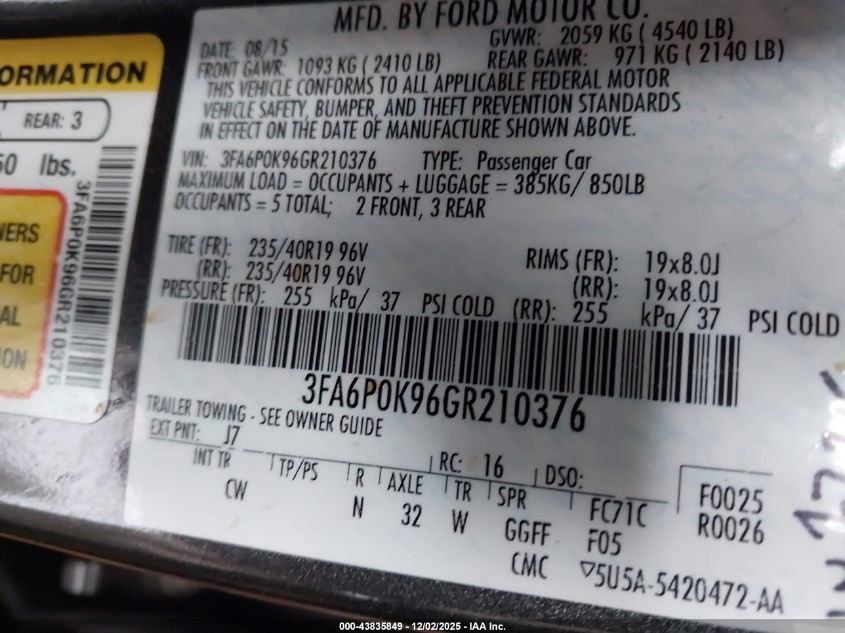 MFD. BY FORD MOTOR CO.
DATE: 08/15
GVWR: 2059 KG ( 4540 LB)
FRONT GAWR: 1093 KG ( 2410 LB)
REAR GAWR: 971 KG ( 2140 LB)
THIS VEHICLE CONFORMS TO ALL APPLICABLE FEDERAL MOTOR
VEHICLE SAFETY, BUMPER, AND THEFT PREVENTION STANDARDS
IN EFFECT ON THE DATE OF MANUFACTURE SHOWN ABOVE.
VIN: 3FA6P0K96GR210376 TYPE: Passenger Car
MAXIMUM LOAD = OCCUPANTS + LUGGAGE = 385KG/ 850LB
OCCUPANTS = 5 TOTAL; 2 FRONT, 3 REAR
TIRE (FR): 235/40R19 96V RIMS (FR): 19x8.0J
(RR): 235/40R19 96V (RR): 19x8.0J
PRESSURE (FR): 255 kPa/ 37 PSI COLD (RR): 255 kPa/ 37 PSI COLD
3FA6P0K96GR210376
TRAILER TOWING - SEE OWNER GUIDE
EXT PNT: J7 RC: 16 DSO:
INT TR TP/PS R AXLE TR SPR FC71C F0025
CW N 32 W GGFF F05 R0026
CMC 5U5A-5420472-AA
ORMATION
REAR: 3
50 lbs.
NERS
FOR
AL
ION
3FA6P0K96GR210376
000-43835849 - 12/02/2025 - IAA Inc.